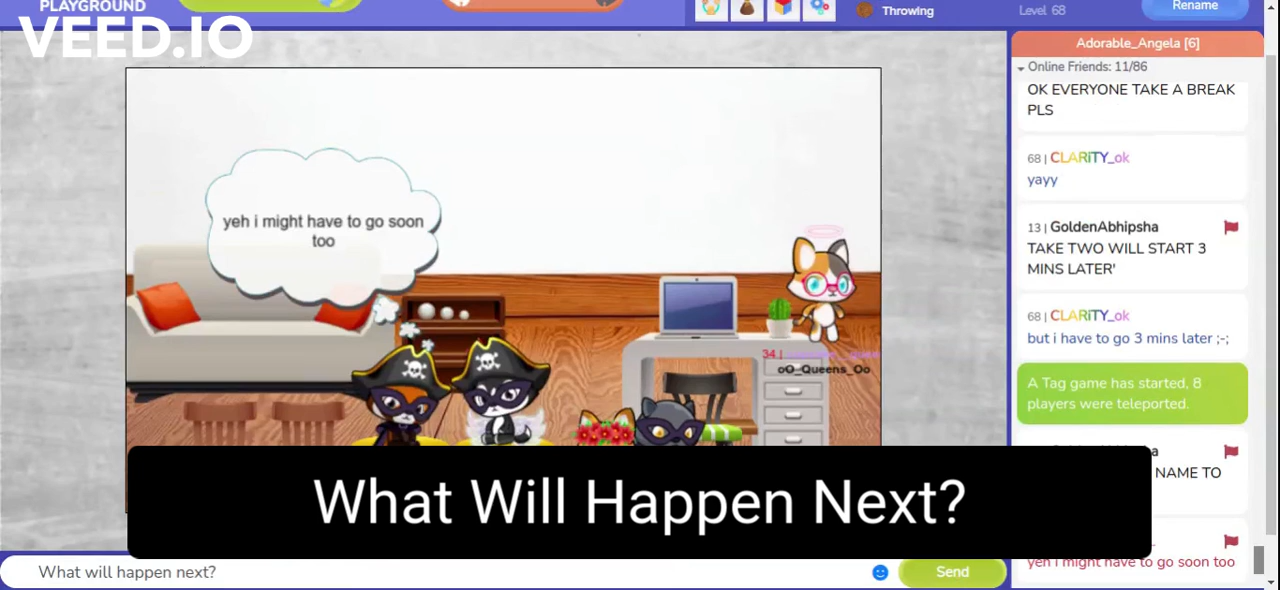 PLAYGROUND
VEED.IO
Throwing
Level 68
Rename
Adorable_Angela [6]
Online Friends: 11/86
OK EVERYONE TAKE A BREAK
PLS
68 | CLARiTY_ok
yayy
13 | GoldenAbhipsha
TAKE TWO WILL START 3
MINS LATER'
68 | CLARiTY_ok
but i have to go 3 mins later ;-;
A Tag game has started, 8
players were teleported.
NAME TO
yeh i might have to go soon too
yeh i might have to go soon
too
34 |
oO_Queens_Oo
What Will Happen Next?
What will happen next?
Send